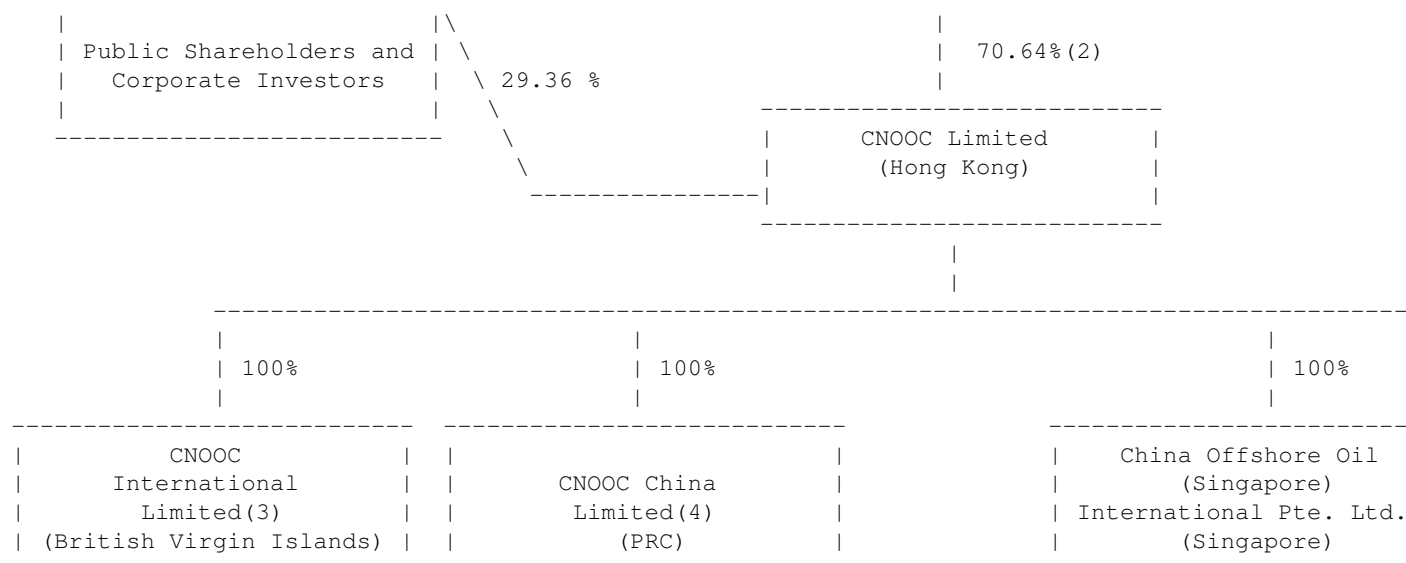 Public Shareholders and
Corporate Investors
29.36 %
70.64%(2)
CNOOC Limited
(Hong Kong)
100%
100%
100%
CNOOC
International
Limited(3)
(British Virgin Islands)
CNOOC China
Limited(4)
(PRC)
China Offshore Oil
(Singapore)
International Pte. Ltd.
(Singapore)